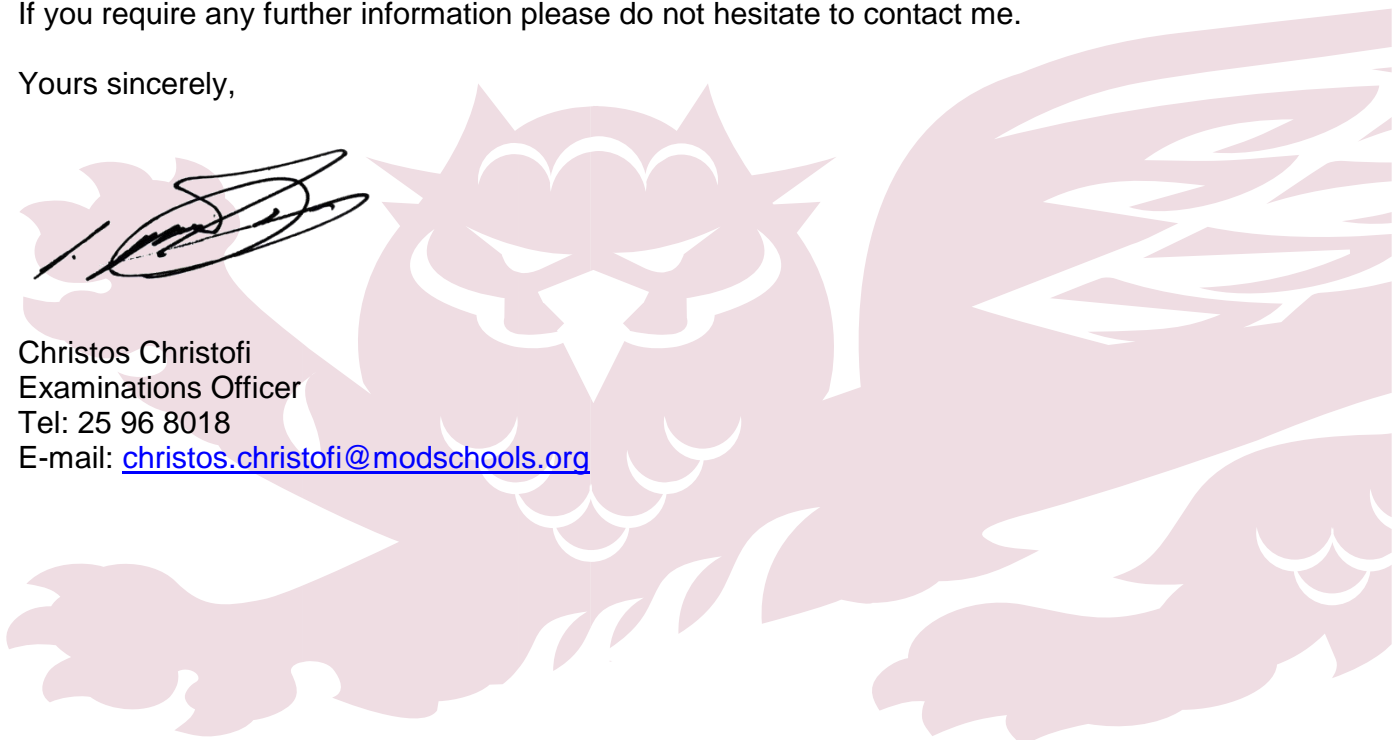 If you require any further information please do not hesitate to contact me.
Yours sincerely,
Christos Christofi
Examinations Officer
Tel: 25 96 8018
E-mail: christos.christofi@modschools.org